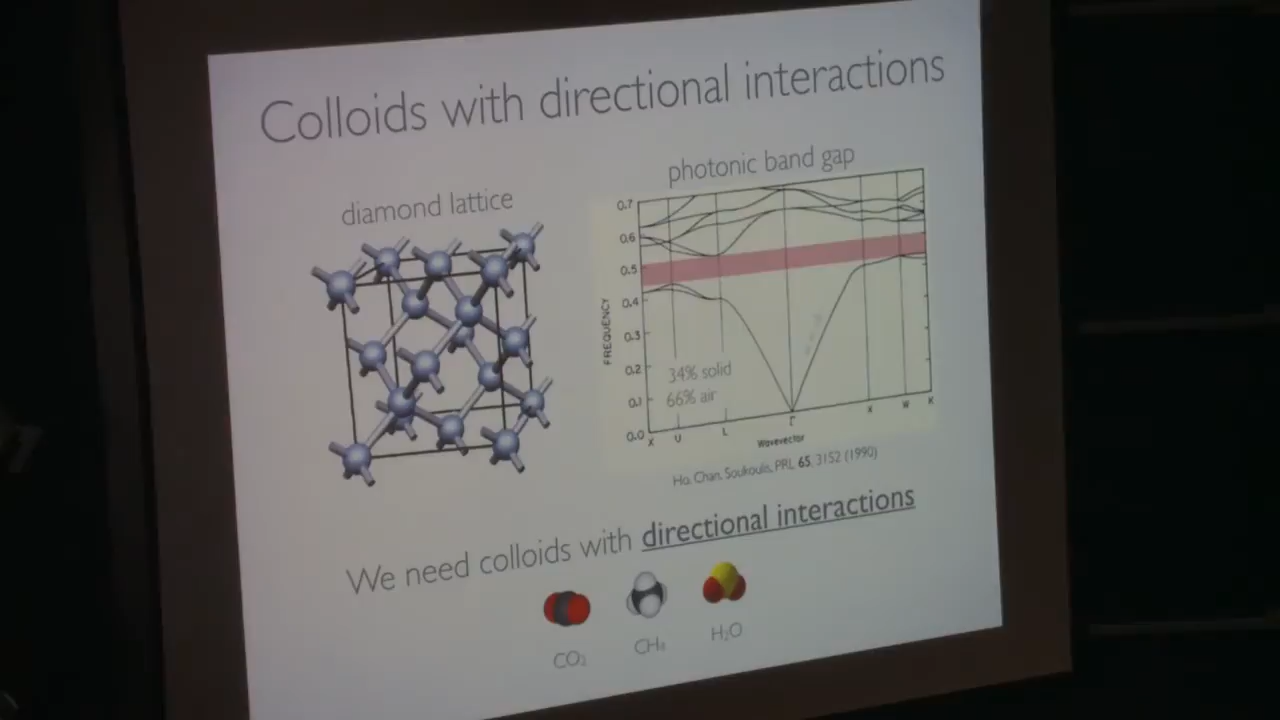 Colloids with directional interactions
diamond lattice
photonic band gap
0.7
0.6
0.5
0.4
0.3
0.2
0.1
0.0
FREQUENCY
34% solid
66% air
X U L Γ X W K
Wavevector
Ho, Chan, Soukoulis, PRL 65, 3152 (1990)
We need colloids with directional interactions
CO₂ CH₄ H₂O